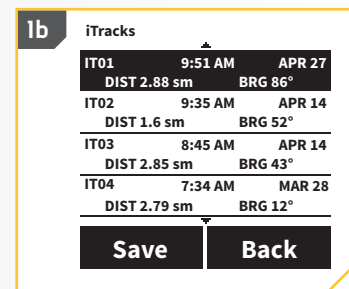 1b
iTracks
IT01 9:51 AM APR 27
DIST 2.88 sm BRG 86°
IT02 9:35 AM APR 14
DIST 1.6 sm BRG 52°
IT03 8:45 AM APR 14
DIST 2.85 sm BRG 43°
IT04 7:34 AM MAR 28
DIST 2.79 sm BRG 12°
Save Back